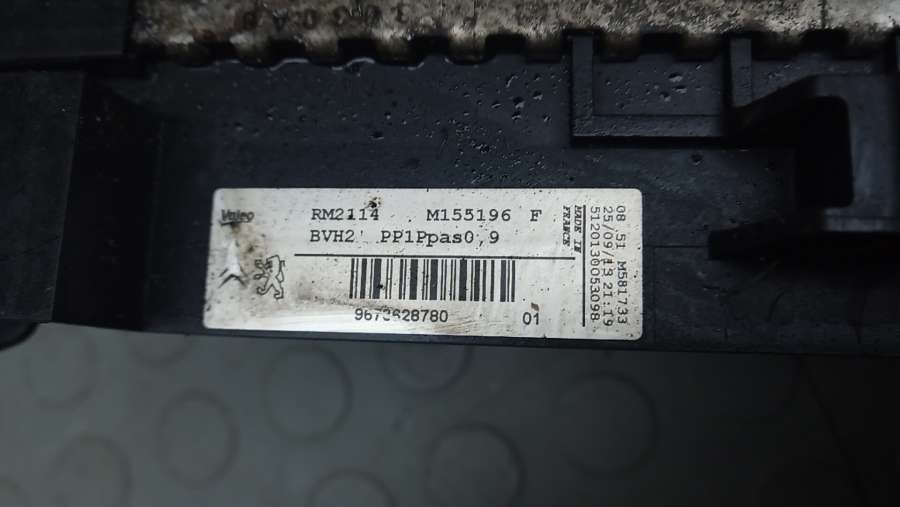 Valeo
RM2114 M155196 F
BVH2 PP1Ppas0,9
MADE IN
FRANCE
9673628780 01
08 51 M581733
25/09/13 21:19
5120130053098